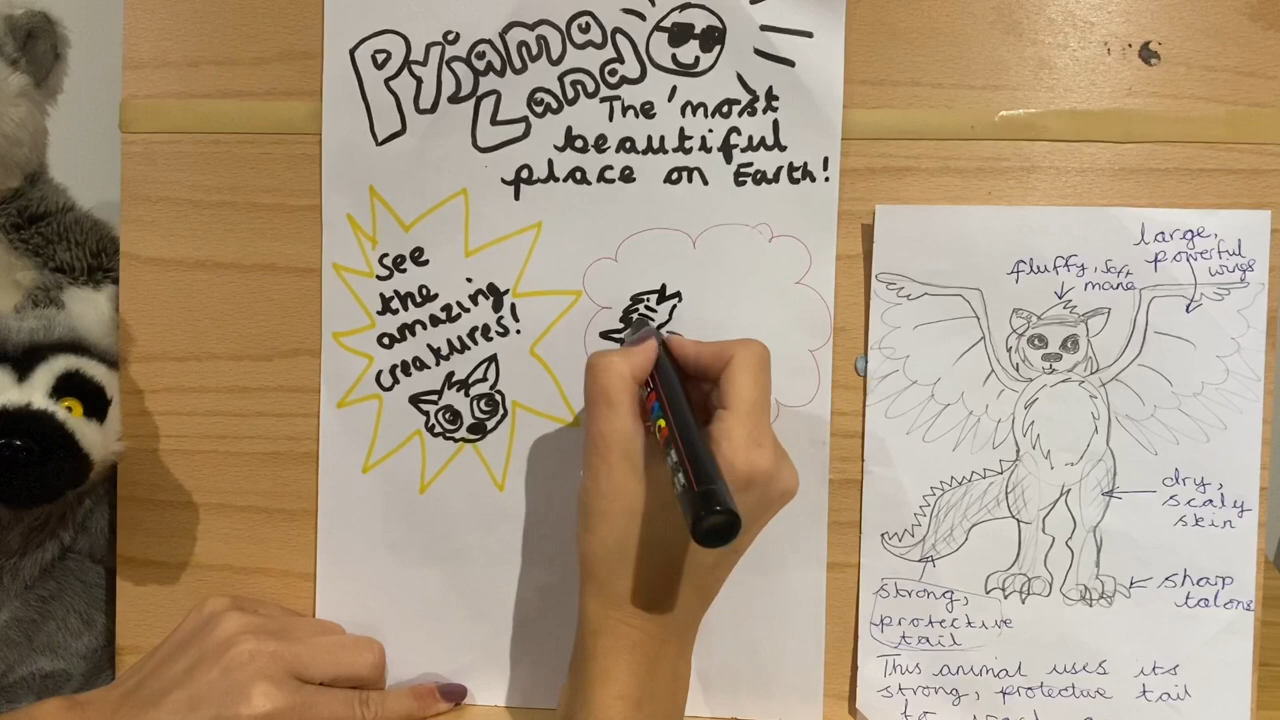 Pyjama
Land
The most
beautiful
place on Earth!
See
the
amazing
creatures!
large,
powerful
wings
fluffy, soft
mane
dry,
scaly
skin
sharp
talons
strong,
protective
tail
This animal uses its
strong, protective tail